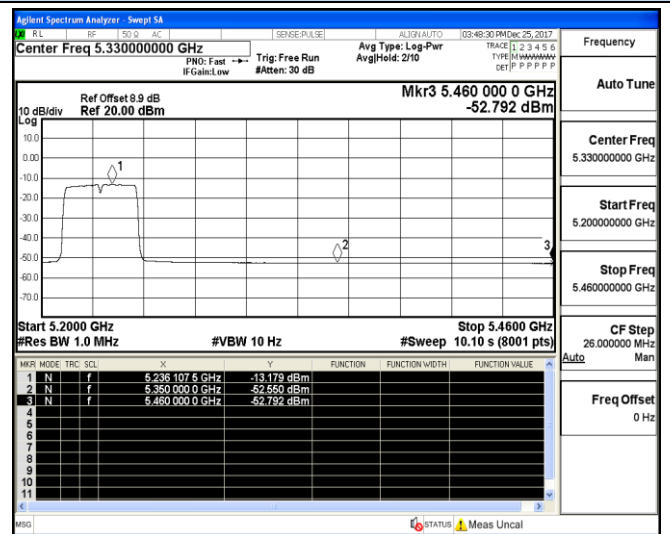 Agilent Spectrum Analyzer - Swept SA
RL RF 50 Ω AC SENSE:PULSE ALIGNAUTO 03:48:30 PM Dec 25, 2017
Center Freq 5.330000000 GHz
PNO: Fast
IFGain:Low
Trig: Free Run
#Atten: 30 dB
Avg Type: Log-Pwr
Avg|Hold: 2/10
TRACE 1 2 3 4 5 6
TYPE MWWWWW
DET P P P P P P
Ref Offset 8.9 dB
10 dB/div Ref 20.00 dBm
Log
Mkr3 5.460 000 0 GHz
-52.792 dBm
10.0
0.00
-10.0
-20.0
-30.0
-40.0
-50.0
-60.0
-70.0
1
2
3
Start 5.2000 GHz Stop 5.4600 GHz
#Res BW 1.0 MHz #VBW 10 Hz #Sweep 10.10 s (8001 pts)
MKR MODE TRC SCL X Y FUNCTION FUNCTION WIDTH FUNCTION VALUE
1 N f 5.236 107 5 GHz -13.179 dBm
2 N f 5.350 000 0 GHz -52.550 dBm
3 N f 5.460 000 0 GHz -52.792 dBm
4
5
6
7
8
9
10
11
MSG STATUS Meas Uncal
Frequency
Auto Tune
Center Freq
5.330000000 GHz
Start Freq
5.200000000 GHz
Stop Freq
5.460000000 GHz
CF Step
26.000000 MHz
Auto Man
Freq Offset
0 Hz